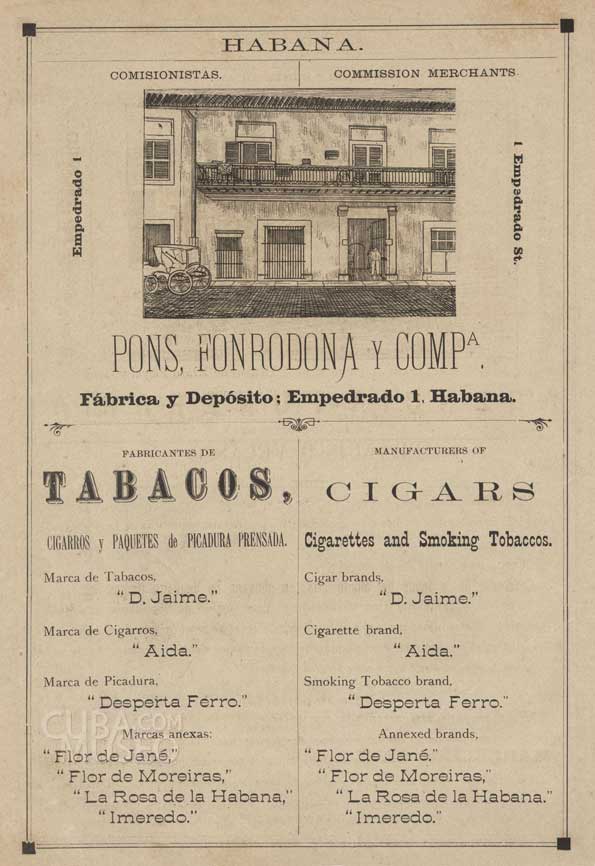 HABANA.
COMISIONISTAS.
COMMISSION MERCHANTS
Empedrado 1
1 Empedrado St.
PONS, FONRODONA Y COMPA.
Fábrica y Depósito; Empedrado 1, Habana.
FABRICANTES DE
TABACOS,
CIGARROS y PAQUETES de PICADURA PRENSADA.
Marca de Tabacos,
"D. Jaime."
Marca de Cigarros,
"Aida."
Marca de Picadura,
"Desperta Ferro."
Marcas anexas:
"Flor de Jané,"
"Flor de Moreiras,"
"La Rosa de la Habana,"
"Imeredo."
MANUFACTURERS OF
CIGARS
Cigarettes and Smoking Tobaccos.
Cigar brands,
"D. Jaime."
Cigarette brand,
"Aida."
Smoking Tobacco brand,
"Desperta Ferro."
Annexed brands,
"Flor de Jané."
"Flor de Moreiras,"
"La Rosa de la Habana."
"Imeredo."
CUBA.COM
MUSEO